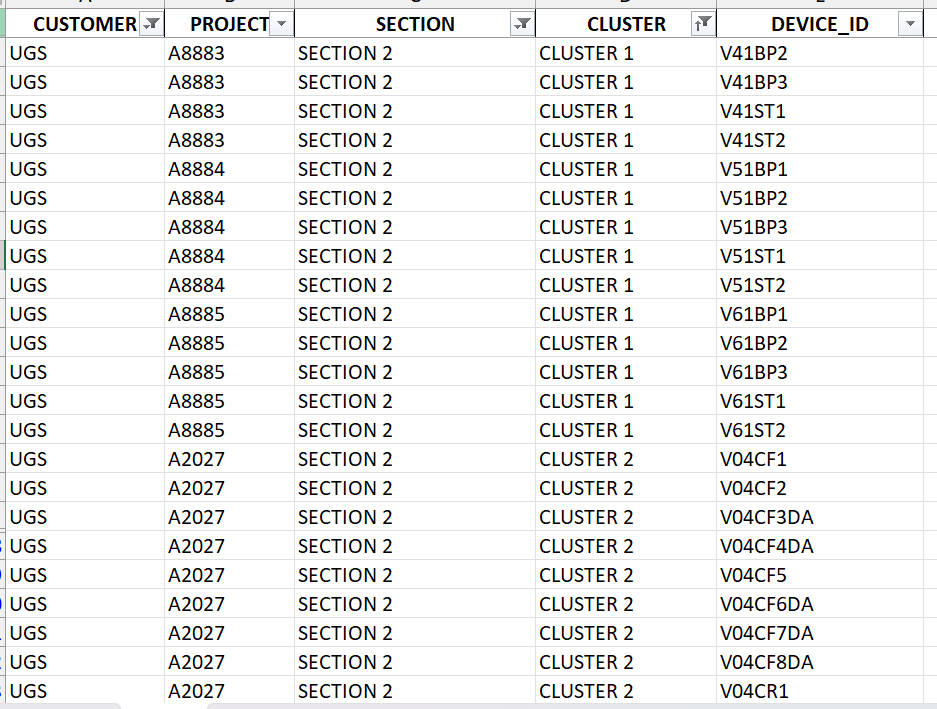 CUSTOMER PROJECT SECTION CLUSTER DEVICE_ID
UGS A8883 SECTION 2 CLUSTER 1 V41BP2
UGS A8883 SECTION 2 CLUSTER 1 V41BP3
UGS A8883 SECTION 2 CLUSTER 1 V41ST1
UGS A8883 SECTION 2 CLUSTER 1 V41ST2
UGS A8884 SECTION 2 CLUSTER 1 V51BP1
UGS A8884 SECTION 2 CLUSTER 1 V51BP2
UGS A8884 SECTION 2 CLUSTER 1 V51BP3
UGS A8884 SECTION 2 CLUSTER 1 V51ST1
UGS A8884 SECTION 2 CLUSTER 1 V51ST2
UGS A8885 SECTION 2 CLUSTER 1 V61BP1
UGS A8885 SECTION 2 CLUSTER 1 V61BP2
UGS A8885 SECTION 2 CLUSTER 1 V61BP3
UGS A8885 SECTION 2 CLUSTER 1 V61ST1
UGS A8885 SECTION 2 CLUSTER 1 V61ST2
UGS A2027 SECTION 2 CLUSTER 2 V04CF1
UGS A2027 SECTION 2 CLUSTER 2 V04CF2
UGS A2027 SECTION 2 CLUSTER 2 V04CF3DA
UGS A2027 SECTION 2 CLUSTER 2 V04CF4DA
UGS A2027 SECTION 2 CLUSTER 2 V04CF5
UGS A2027 SECTION 2 CLUSTER 2 V04CF6DA
UGS A2027 SECTION 2 CLUSTER 2 V04CF7DA
UGS A2027 SECTION 2 CLUSTER 2 V04CF8DA
UGS A2027 SECTION 2 CLUSTER 2 V04CR1